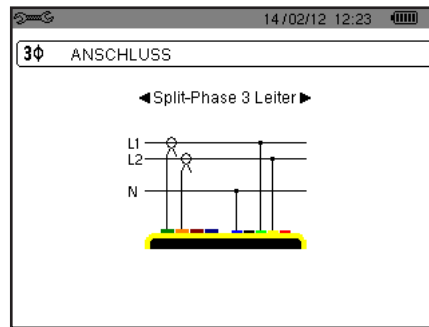 14/02/12 12:23
3ϕ ANSCHLUSS
◄Split-Phase 3 Leiter►
L1
L2
N